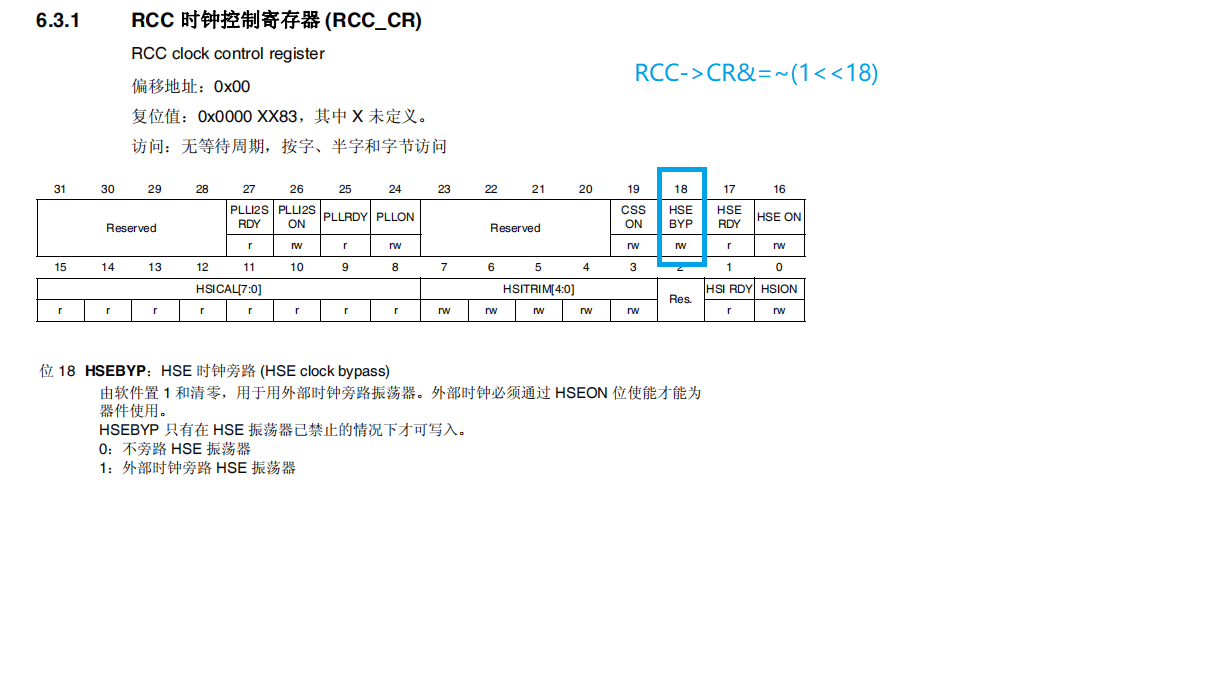 6.3.1 RCC 时钟控制寄存器 (RCC_CR)
RCC clock control register
RCC->CR&=~(1<<18)
偏移地址：0x00
复位值：0x0000 XX83，其中 X 未定义。
访问：无等待周期，按字、半字和字节访问
31 30 29 28 27 26 25 24 23 22 21 20 19 18 17 16
Reserved PLLI2S RDY PLLI2S ON PLLRDY PLLON Reserved CSS ON HSE BYP HSE RDY HSE ON
r rw r rw rw rw r rw
15 14 13 12 11 10 9 8 7 6 5 4 3 2 1 0
HSICAL[7:0] HSITRIM[4:0] Res. HSI RDY HSION
r r r r r r r r rw rw rw rw rw r rw
位 18 HSEBYP：HSE 时钟旁路 (HSE clock bypass)
由软件置 1 和清零，用于用外部时钟旁路振荡器。外部时钟必须通过 HSEON 位使能才能为
器件使用。
HSEBYP 只有在 HSE 振荡器已禁止的情况下才可写入。
0：不旁路 HSE 振荡器
1：外部时钟旁路 HSE 振荡器